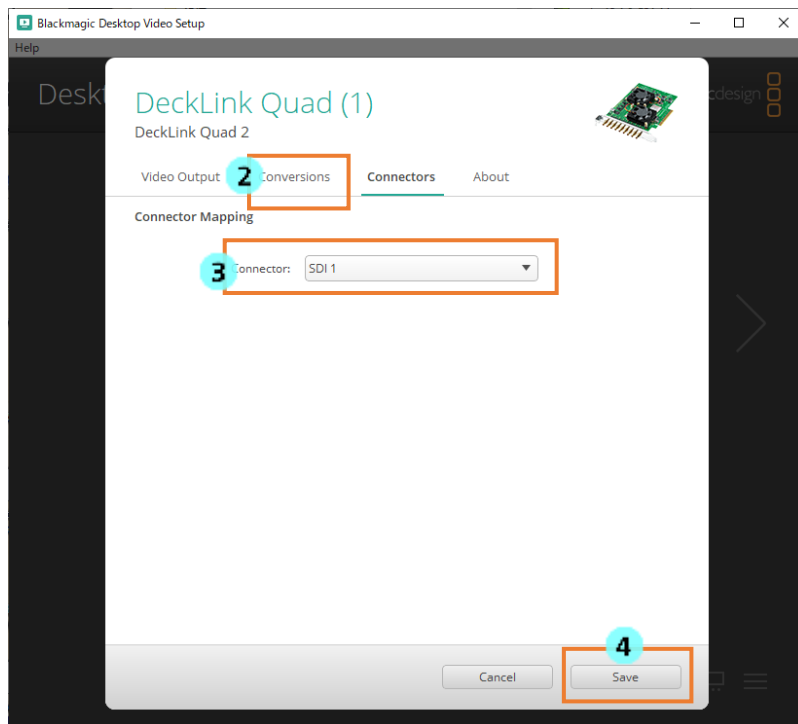 Blackmagic Desktop Video Setup
Help
Desk
cdesign
DeckLink Quad (1)
DeckLink Quad 2
Video Output 2 Conversions Connectors About
Connector Mapping
3 Connector: SDI 1
4
Cancel Save